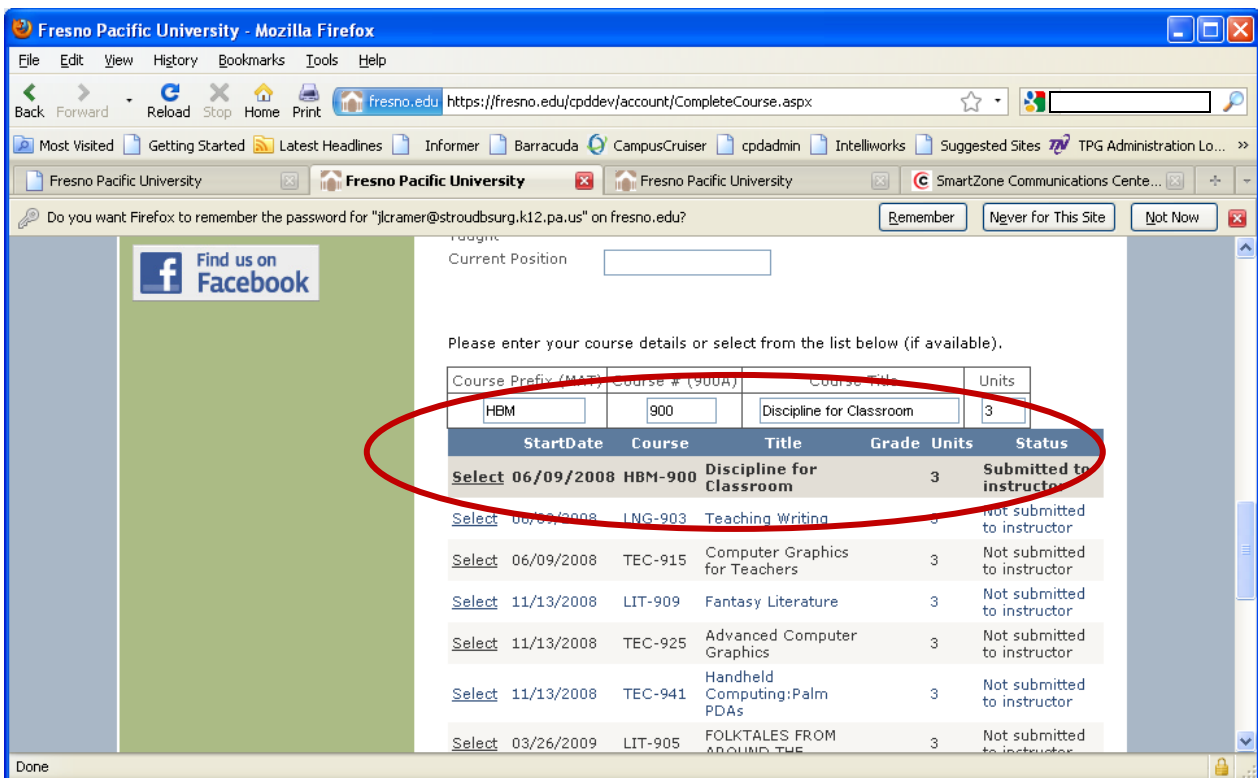 Fresno Pacific University - Mozilla Firefox
File Edit View History Bookmarks Tools Help
Back Forward Reload Stop Home Print fresno.edu https://fresno.edu/cpddev/account/CompleteCourse.aspx
Most Visited Getting Started Latest Headlines Informer Barracuda CampusCruiser cpdadmin Intelliworks Suggested Sites TPG Administration Lo... »
Fresno Pacific University Fresno Pacific University Fresno Pacific University SmartZone Communications Cente...
Do you want Firefox to remember the password for "jlcramer@stroudbsurg.k12.pa.us" on fresno.edu? Remember Never for This Site Not Now
Taught
Find us on
Facebook
Current Position
Please enter your course details or select from the list below (if available).
Course Prefix (MAT) Course # (900A) Course Title Units
HBM 900 Discipline for Classroom 3
StartDate Course Title Grade Units Status
Select 06/09/2008 HBM-900 Discipline for Classroom 3 Submitted to instructor
Select 06/09/2008 LNG-903 Teaching Writing 3 Not submitted to instructor
Select 06/09/2008 TEC-915 Computer Graphics for Teachers 3 Not submitted to instructor
Select 11/13/2008 LIT-909 Fantasy Literature 3 Not submitted to instructor
Select 11/13/2008 TEC-925 Advanced Computer Graphics 3 Not submitted to instructor
Select 11/13/2008 TEC-941 Handheld Computing:Palm PDAs 3 Not submitted to instructor
Select 03/26/2009 LIT-905 FOLKTALES FROM AROUND THE 3 Not submitted to instructor
Done